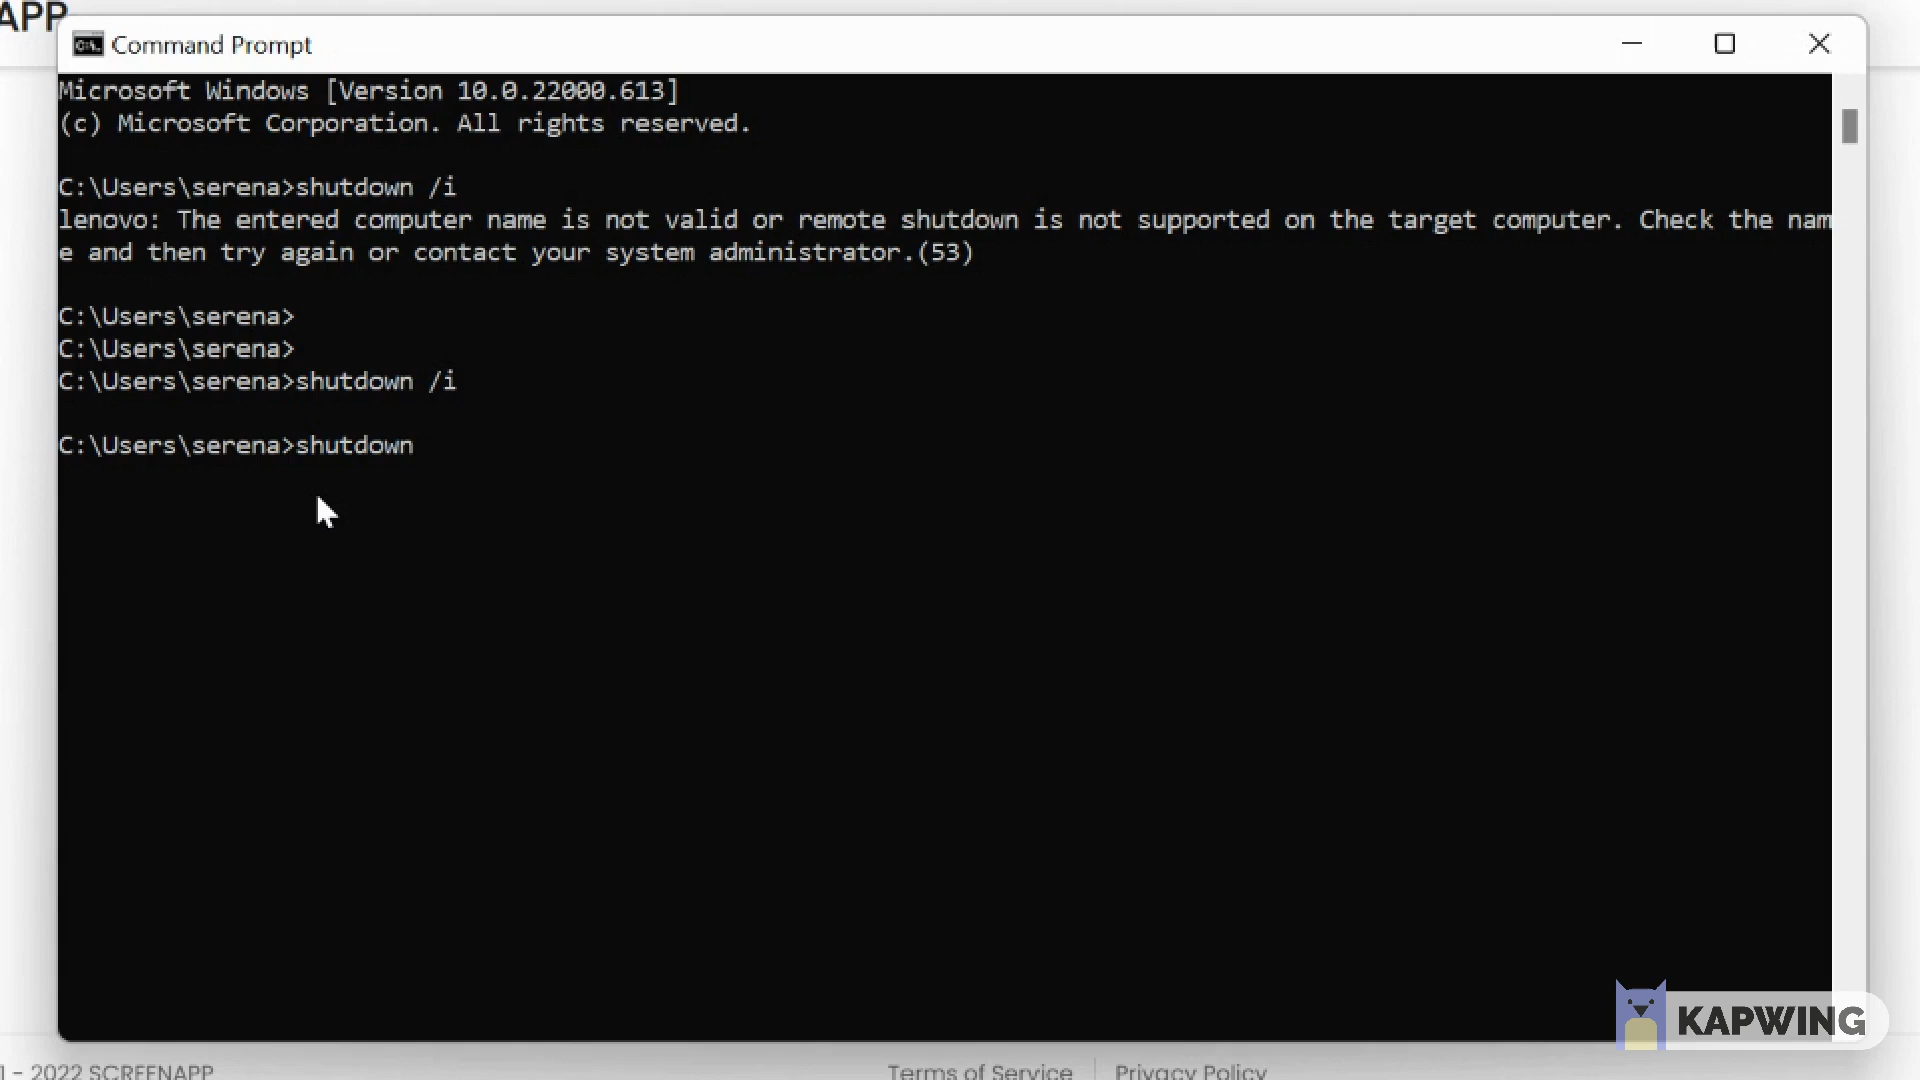 APP
Command Prompt
Microsoft Windows [Version 10.0.22000.613]
(c) Microsoft Corporation. All rights reserved.
C:\Users\serena>shutdown /i
lenovo: The entered computer name is not valid or remote shutdown is not supported on the target computer. Check the nam
e and then try again or contact your system administrator.(53)
C:\Users\serena>
C:\Users\serena>
C:\Users\serena>shutdown /i
C:\Users\serena>shutdown
KAPWING
1 - 2022 SCREENAPP
Terms of Service
Privacy Policy